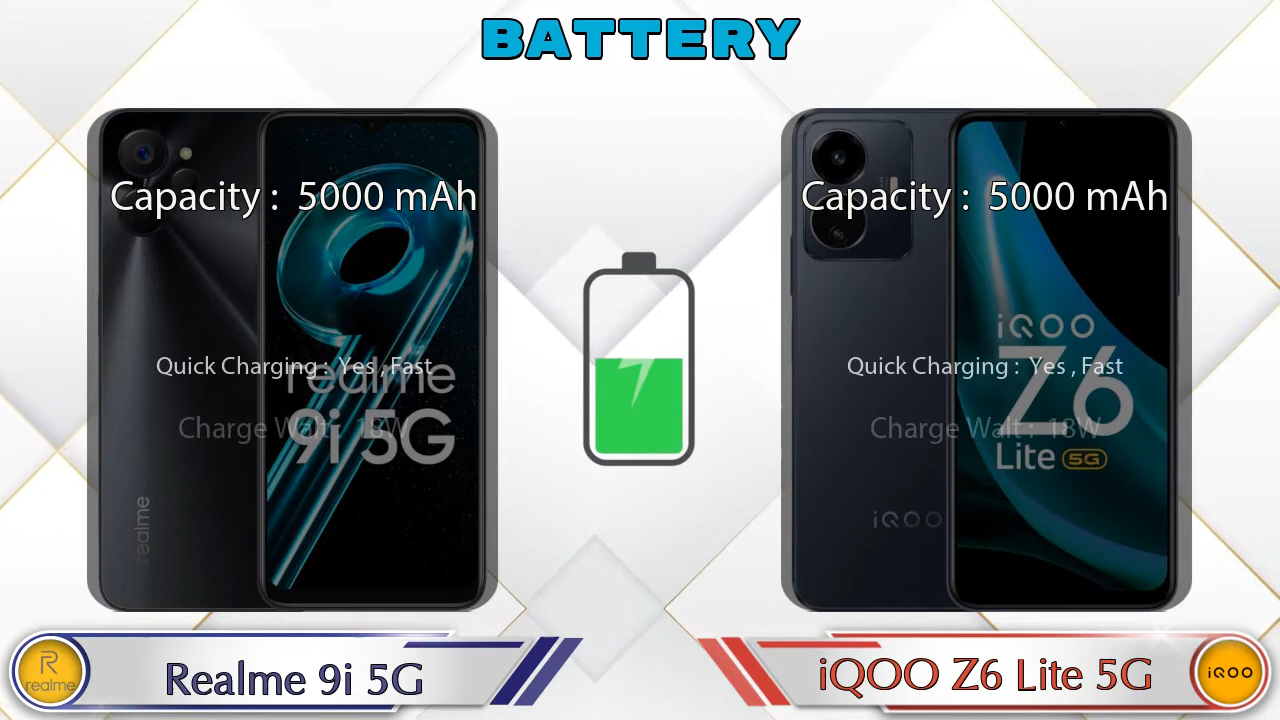 BATTERY
Capacity : 5000 mAh
Quick Charging : Yes , Fast
Charge Watt : 18W
realme
9i 5G
realme
Capacity : 5000 mAh
Quick Charging : Yes , Fast
Charge Watt : 18W
iQOO
Z6
Lite 5G
iQOO
R
realme
Realme 9i 5G
iQOO Z6 Lite 5G
iQOO